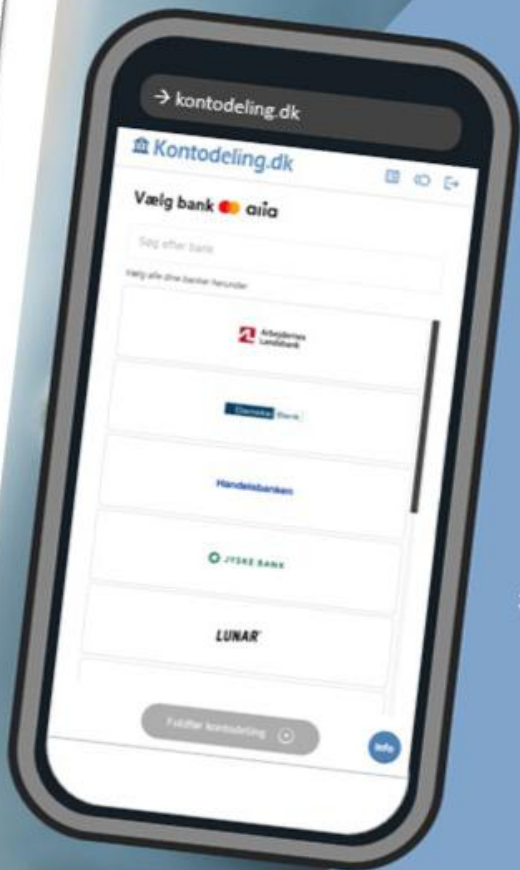 → kontodeling.dk
Kontodeling.dk
Vælg bank aiia
Søg efter bank
Vælg alle dine banker herunder
Arbejdernes
Landsbank
Danske Bank
Handelsbanken
JYSKE BANK
LUNAR
Fuldfør kontodeling
Info